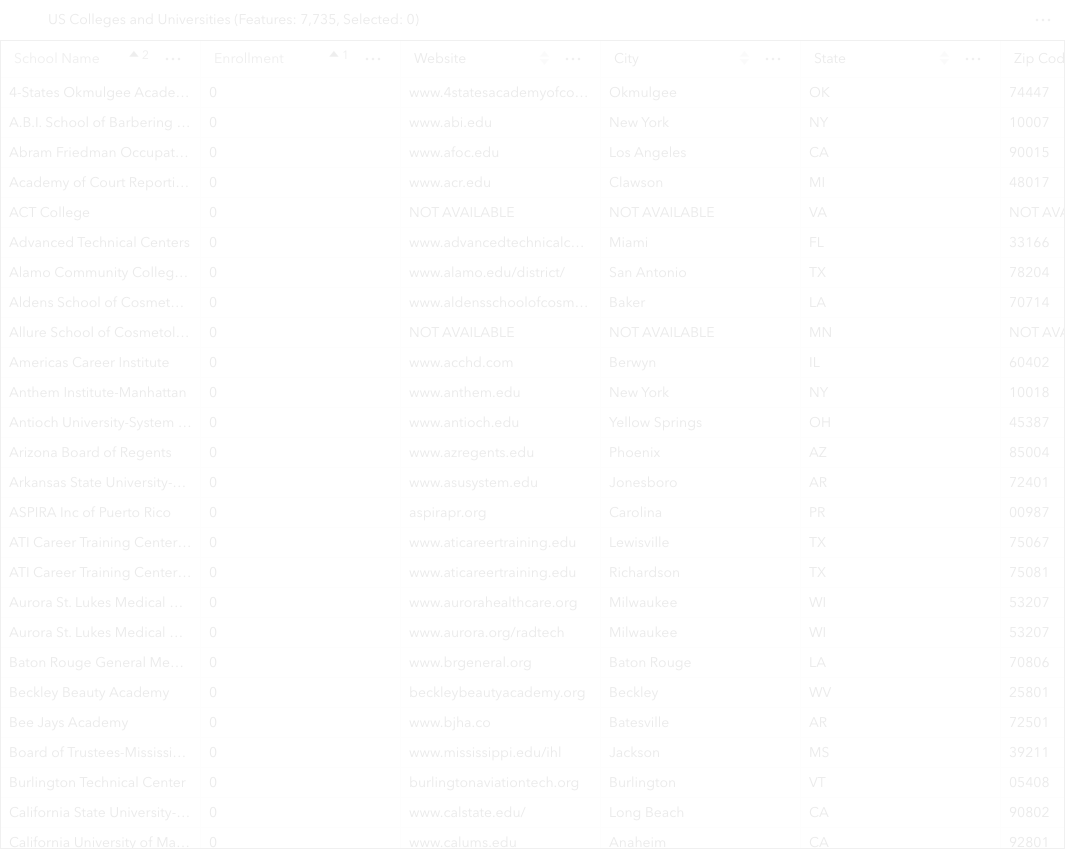 US Colleges and Universities (Features: 7,735, Selected: 0)
School Name 2 Enrollment 1 Website City State Zip Cod
4-States Okmulgee Acade... 0 www.4statesacademyofco... Okmulgee OK 74447
A.B.I. School of Barbering ... 0 www.abi.edu New York NY 10007
Abram Friedman Occupat... 0 www.afoc.edu Los Angeles CA 90015
Academy of Court Reporti... 0 www.acr.edu Clawson MI 48017
ACT College 0 NOT AVAILABLE NOT AVAILABLE VA NOT AVA
Advanced Technical Centers 0 www.advancedtechnicalc... Miami FL 33166
Alamo Community Colleg... 0 www.alamo.edu/district/ San Antonio TX 78204
Aldens School of Cosmet... 0 www.aldensschoolofcosm... Baker LA 70714
Allure School of Cosmetol... 0 NOT AVAILABLE NOT AVAILABLE MN NOT AVA
Americas Career Institute 0 www.acchd.com Berwyn IL 60402
Anthem Institute-Manhattan 0 www.anthem.edu New York NY 10018
Antioch University-System ... 0 www.antioch.edu Yellow Springs OH 45387
Arizona Board of Regents 0 www.azregents.edu Phoenix AZ 85004
Arkansas State University-... 0 www.asusystem.edu Jonesboro AR 72401
ASPIRA Inc of Puerto Rico 0 aspirapr.org Carolina PR 00987
ATI Career Training Center... 0 www.aticareertraining.edu Lewisville TX 75067
ATI Career Training Center... 0 www.aticareertraining.edu Richardson TX 75081
Aurora St. Lukes Medical ... 0 www.aurorahealthcare.org Milwaukee WI 53207
Aurora St. Lukes Medical ... 0 www.aurora.org/radtech Milwaukee WI 53207
Baton Rouge General Me... 0 www.brgeneral.org Baton Rouge LA 70806
Beckley Beauty Academy 0 beckleybeautyacademy.org Beckley WV 25801
Bee Jays Academy 0 www.bjha.co Batesville AR 72501
Board of Trustees-Mississi... 0 www.mississippi.edu/ihl Jackson MS 39211
Burlington Technical Center 0 burlingtonaviationtech.org Burlington VT 05408
California State University-... 0 www.calstate.edu/ Long Beach CA 90802
California University of Ma... 0 www.calums.edu Anaheim CA 92801